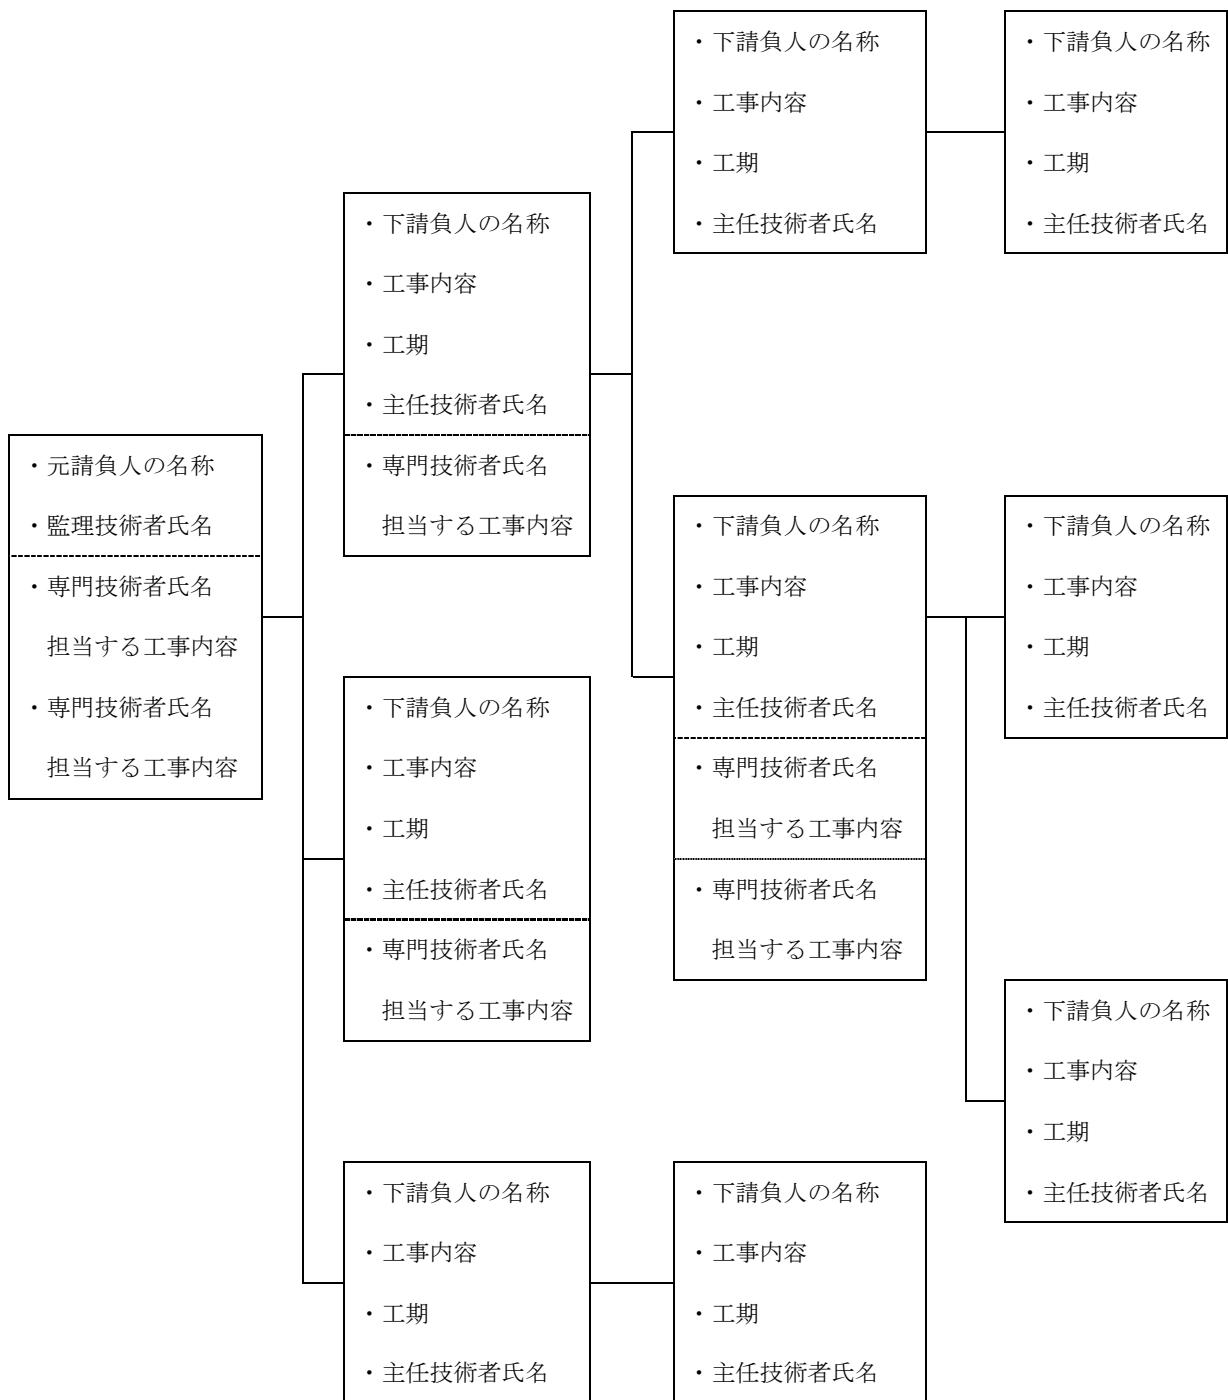 ・元請負人の名称
・監理技術者氏名
・専門技術者氏名
担当する工事内容
・専門技術者氏名
担当する工事内容
・下請負人の名称
・工事内容
・工期
・主任技術者氏名
・専門技術者氏名
担当する工事内容
・下請負人の名称
・工事内容
・工期
・主任技術者氏名
・専門技術者氏名
担当する工事内容
・下請負人の名称
・工事内容
・工期
・主任技術者氏名
・下請負人の名称
・工事内容
・工期
・主任技術者氏名
・下請負人の名称
・工事内容
・工期
・主任技術者氏名
・専門技術者氏名
担当する工事内容
・専門技術者氏名
担当する工事内容
・下請負人の名称
・工事内容
・工期
・主任技術者氏名
・下請負人の名称
・工事内容
・工期
・主任技術者氏名
・下請負人の名称
・工事内容
・工期
・主任技術者氏名
・下請負人の名称
・工事内容
・工期
・主任技術者氏名